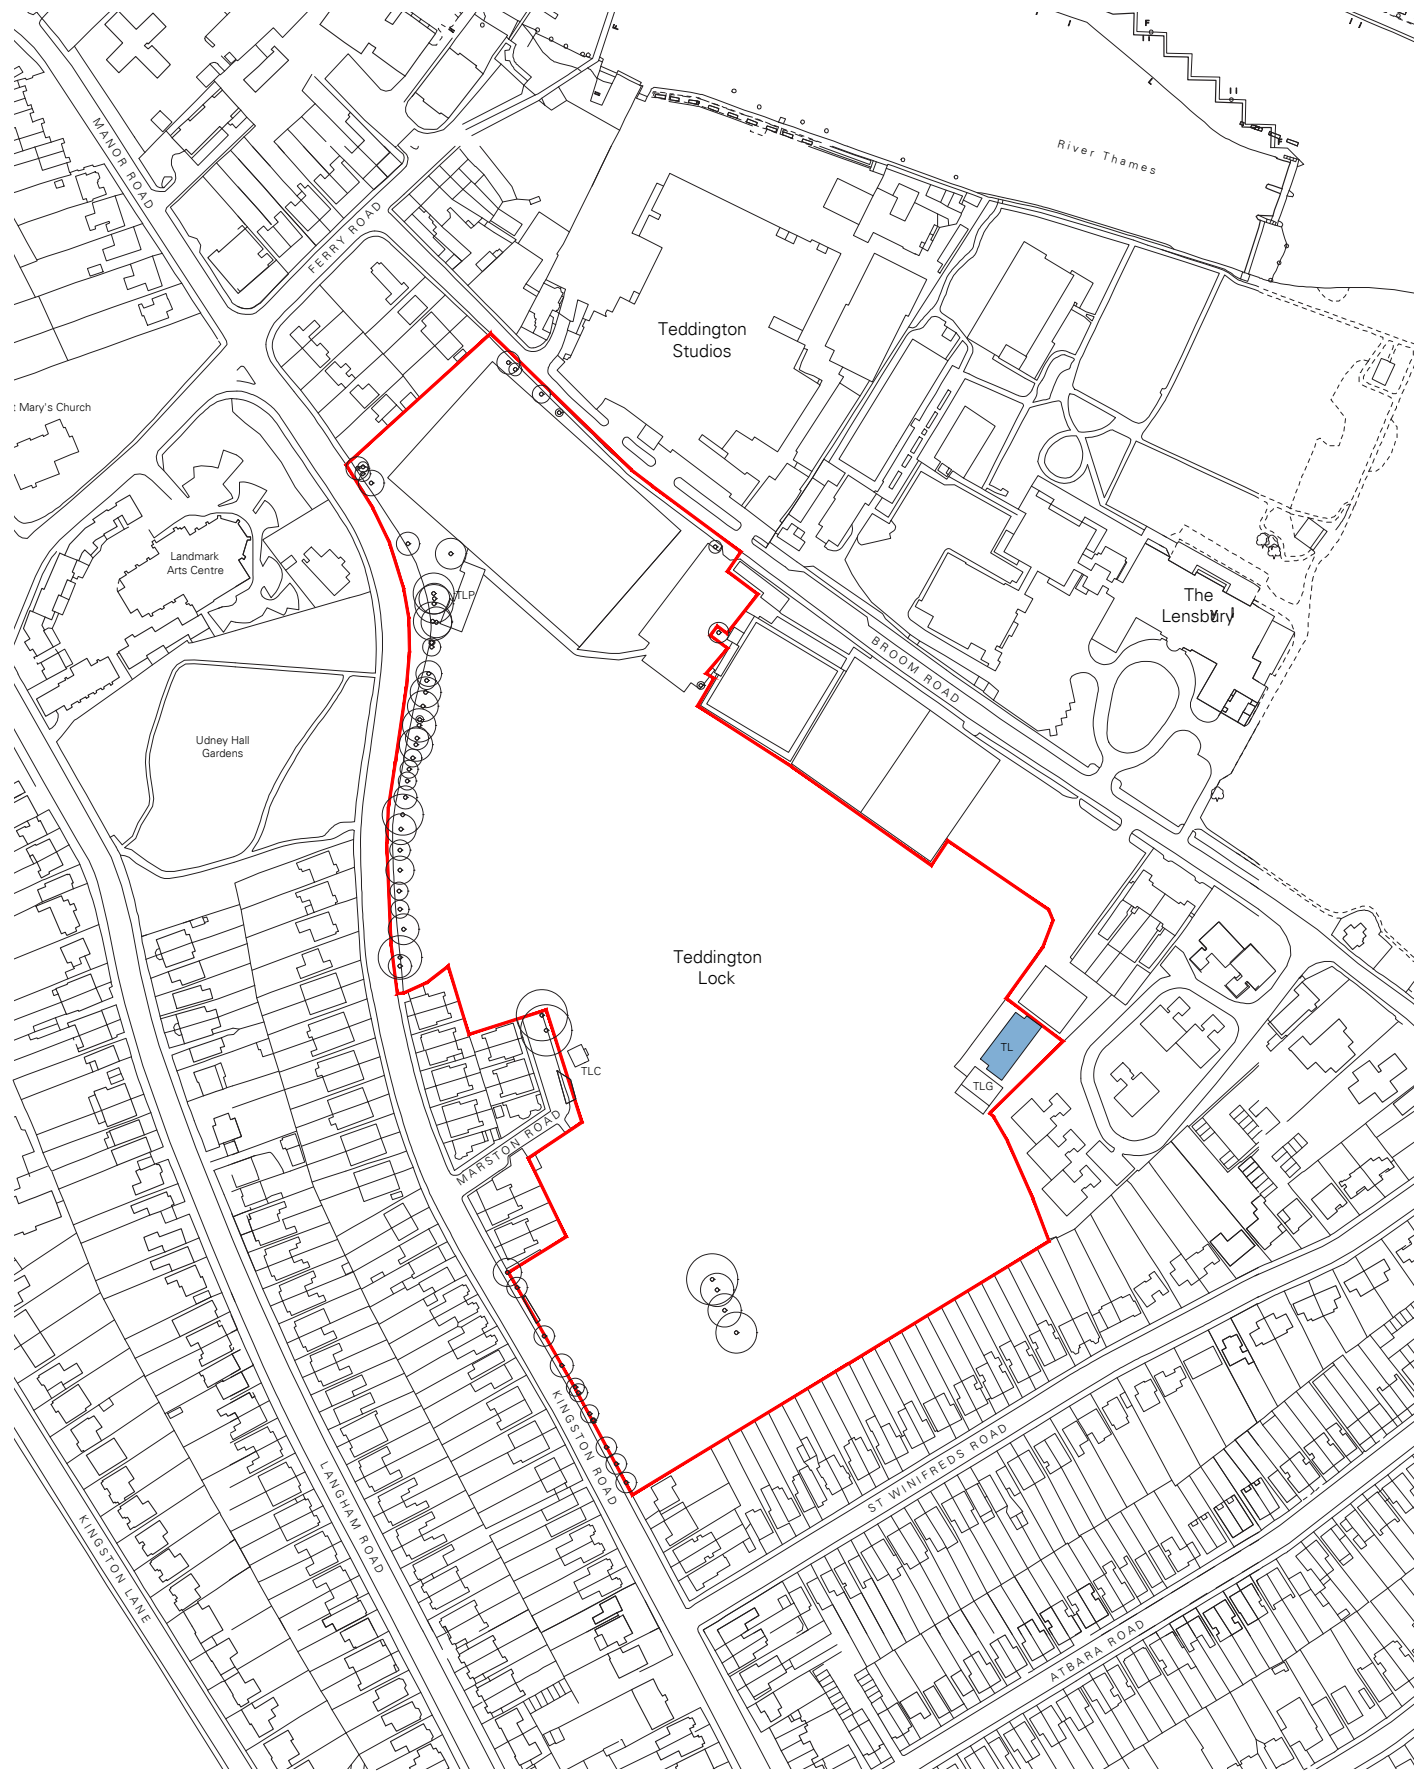 River Thames
MANOR ROAD
FERRY ROAD
Teddington
Studios
t Mary's Church
Landmark
Arts Centre
TLP
The
Lensbury
BROOM ROAD
Udney Hall
Gardens
Teddington
Lock
TL
TLC
TLG
MARSTON ROAD
KINGSTON ROAD
ST WINIFREDS ROAD
LANGHAM ROAD
KINGSTON LANE
ATBARA ROAD